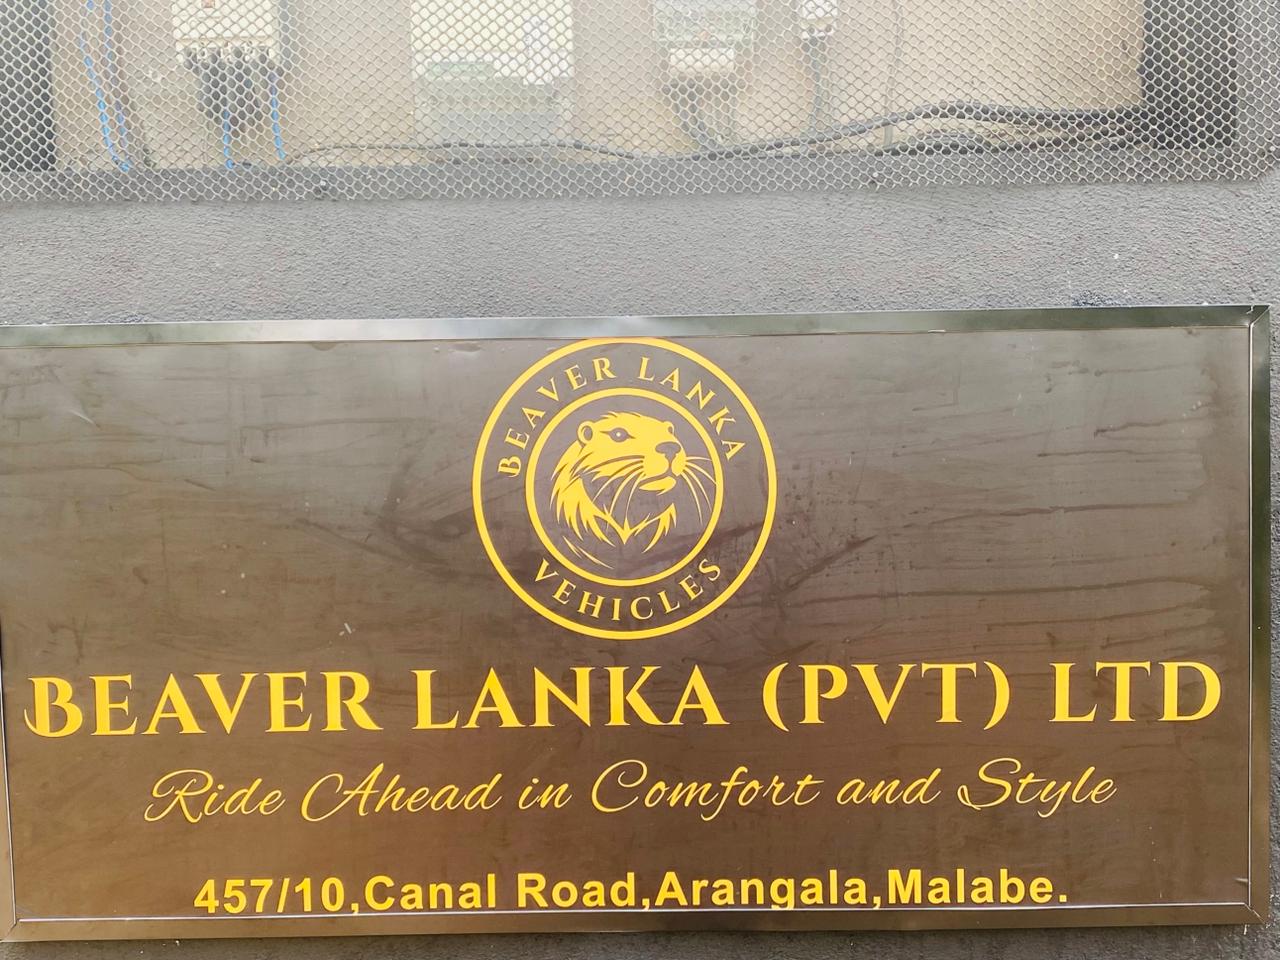 BEAVER LANKA
VEHICLES
BEAVER LANKA (PVT) LTD
Ride Ahead in Comfort and Style
457/10,Canal Road,Arangala,Malabe.